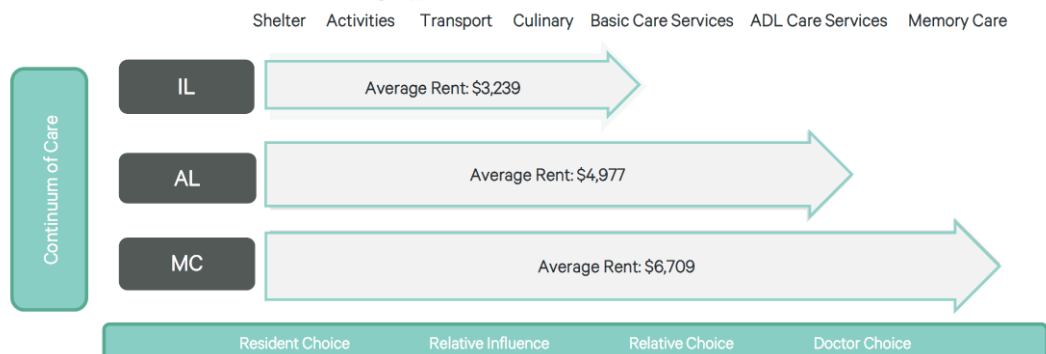 Shelter Activities Transport Culinary Basic Care Services ADL Care Services Memory Care
Continuum of Care
IL
Average Rent: $3,239
AL
Average Rent: $4,977
MC
Average Rent: $6,709
Resident Choice Relative Influence Relative Choice Doctor Choice